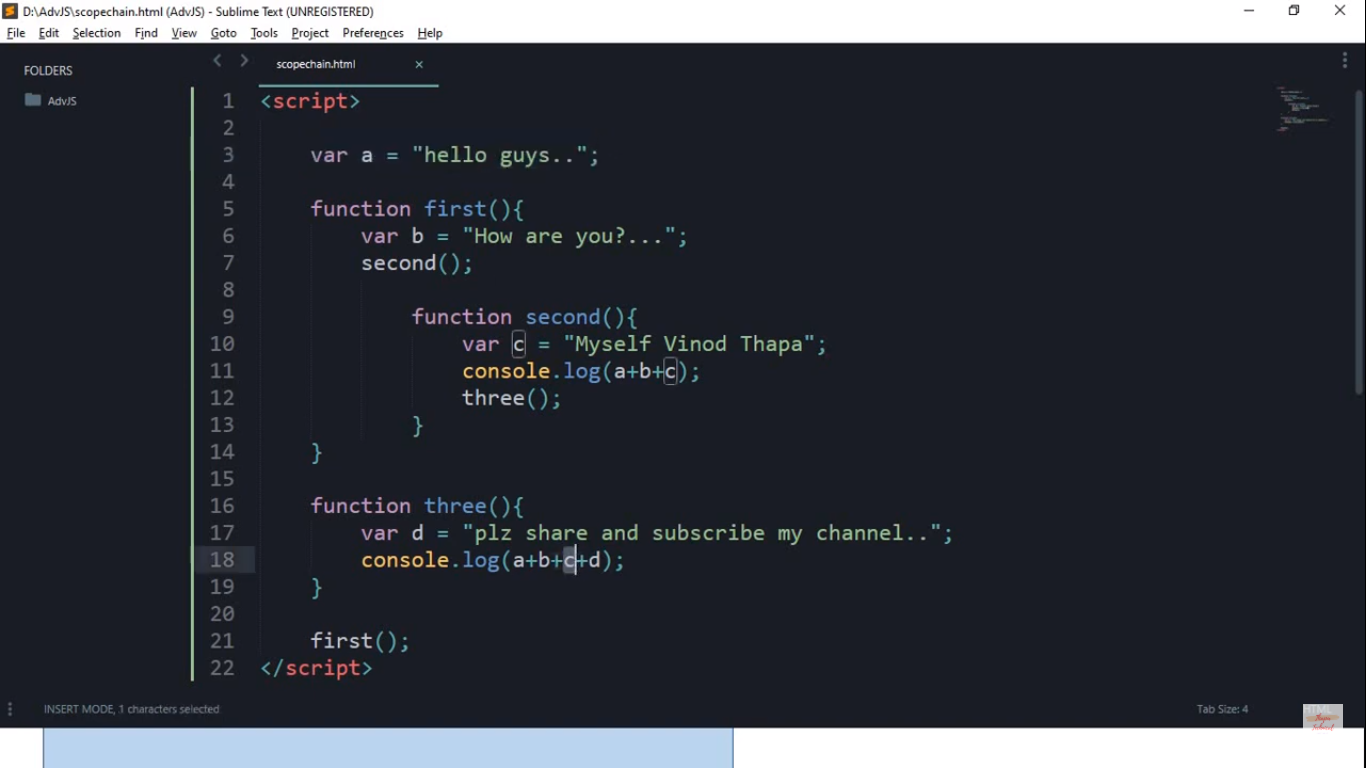 D:\AdvJS\scopechain.html (AdvJS) - Sublime Text (UNREGISTERED)
File Edit Selection Find View Goto Tools Project Preferences Help
FOLDERS
AdvJS
scopechain.html ×
1 <script>
2
3 var a = "hello guys..";
4
5 function first(){
6 var b = "How are you?...";
7 second();
8
9 function second(){
10 var c = "Myself Vinod Thapa";
11 console.log(a+b+c);
12 three();
13 }
14 }
15
16 function three(){
17 var d = "plz share and subscribe my channel..";
18 console.log(a+b+c+d);
19 }
20
21 first();
22 </script>
INSERT MODE, 1 characters selected
Tab Size: 4
HTML